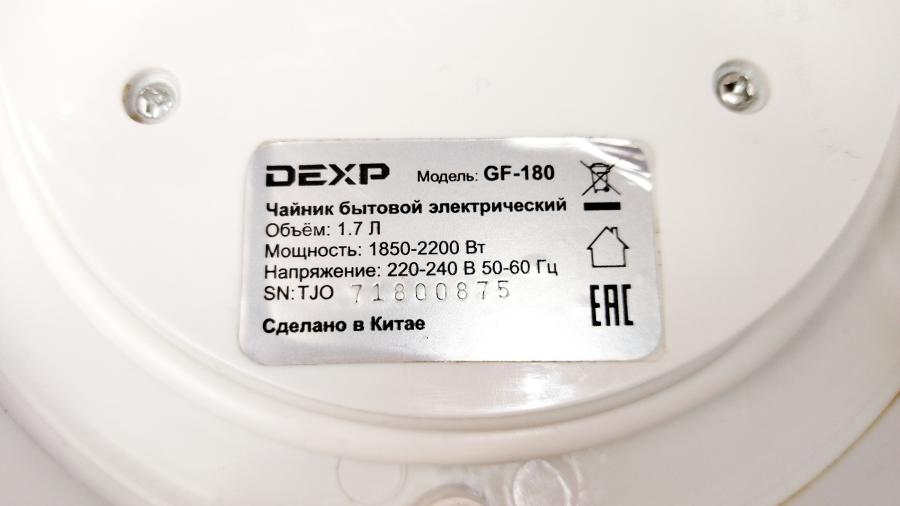 DEXP Модель: GF-180
Чайник бытовой электрический
Объём: 1.7 Л
Мощность: 1850-2200 Вт
Напряжение: 220-240 В 50-60 Гц
SN: TJO 71800875
Сделано в Китае
EAC